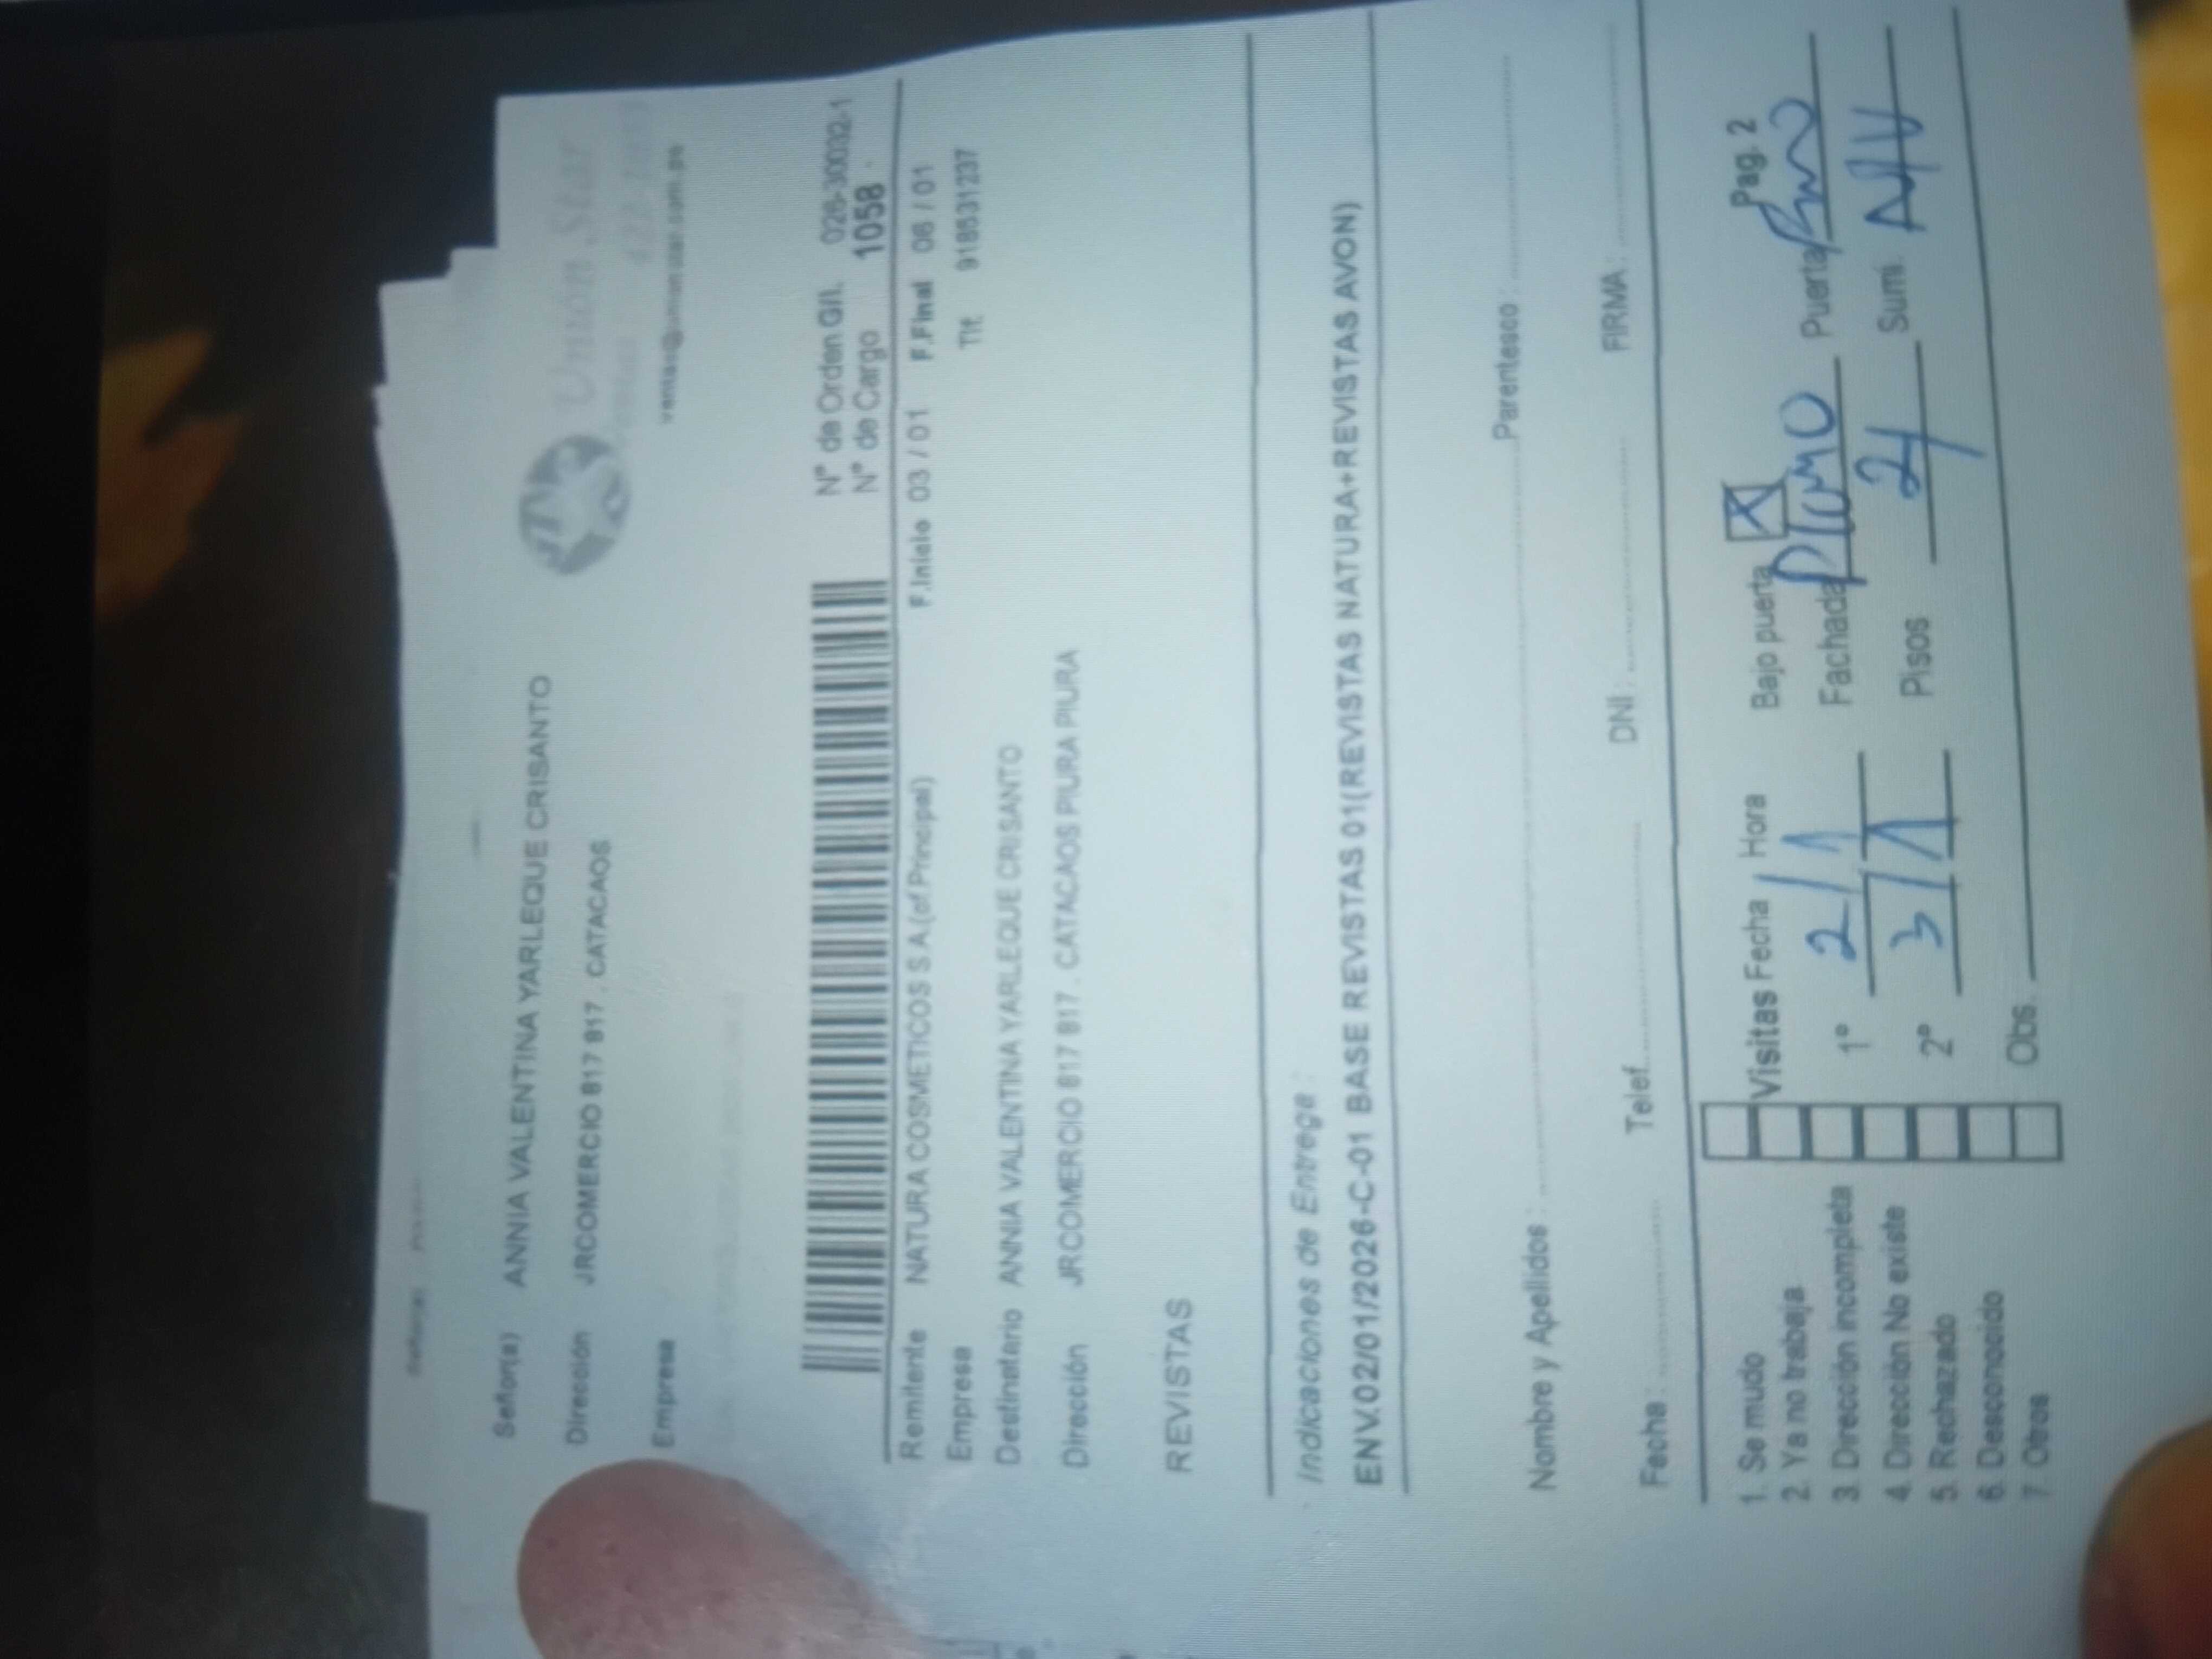 Señor(a) ANNIA VALENTINA YARLEQUE CRISANTO
Dirección JRCOMERCIO 817 817 . CATACAOS
Empresa
Unión Star
N° de Orden G/I. 026-30032-1
N° de Cargo 1058
Remitente NATURA COSMETICOS S.A.(of.Principal) F.Inicio 03 / 01 F.Final 06 / 01
Empresa Tlf. 918531237
Destinatario ANNIA VALENTINA YARLEQUE CRISANTO
Dirección JRCOMERCIO 817 817 . CATACAOS PIURA PIURA
REVISTAS
Indicaciones de Entrega :
ENV.02/01/2026-C-01 BASE REVISTAS 01(REVISTAS NATURA+REVISTAS AVON)
Nombre y Apellidos : Parentesco :
Fecha : Telef. DNI : FIRMA :
Pag. 2
1. Se mudo
2. Ya no trabaja
3. Dirección incompleta
4. Dirección No existe
5. Rechazado
6. Desconocido
7. Otros
Visitas Fecha / Hora Bajo puerta X
1° 2/1 Fachada Plomo Puerta
2° 3/1 Pisos 2 Sumi.
Obs.